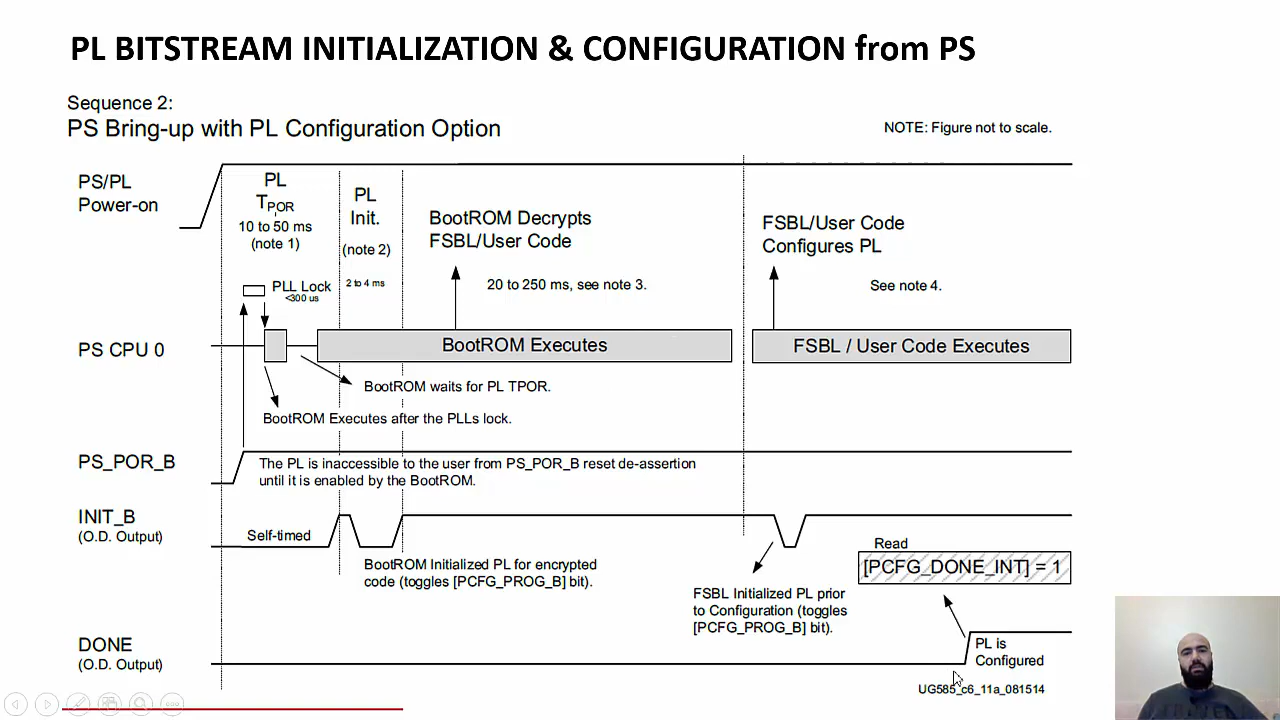 PL BITSTREAM INITIALIZATION & CONFIGURATION from PS
Sequence 2:
PS Bring-up with PL Configuration Option
NOTE: Figure not to scale.
PS/PL
Power-on
PL
TPOR
10 to 50 ms
(note 1)
PL
Init.
(note 2)
2 to 4 ms
BootROM Decrypts
FSBL/User Code
20 to 250 ms, see note 3.
FSBL/User Code
Configures PL
See note 4.
PLL Lock
<300 us
PS CPU 0
BootROM Executes
FSBL / User Code Executes
BootROM waits for PL TPOR.
BootROM Executes after the PLLs lock.
PS_POR_B
The PL is inaccessible to the user from PS_POR_B reset de-assertion
until it is enabled by the BootROM.
INIT_B
(O.D. Output)
Self-timed
BootROM Initialized PL for encrypted
code (toggles [PCFG_PROG_B] bit).
FSBL Initialized PL prior
to Configuration (toggles
[PCFG_PROG_B] bit).
Read
[PCFG_DONE_INT] = 1
DONE
(O.D. Output)
PL is
Configured
UG585_c6_11a_081514